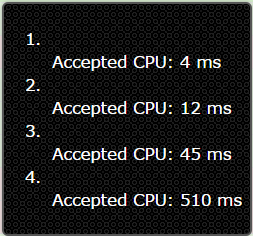 1.
Accepted CPU: 4 ms
2.
Accepted CPU: 12 ms
3.
Accepted CPU: 45 ms
4.
Accepted CPU: 510 ms